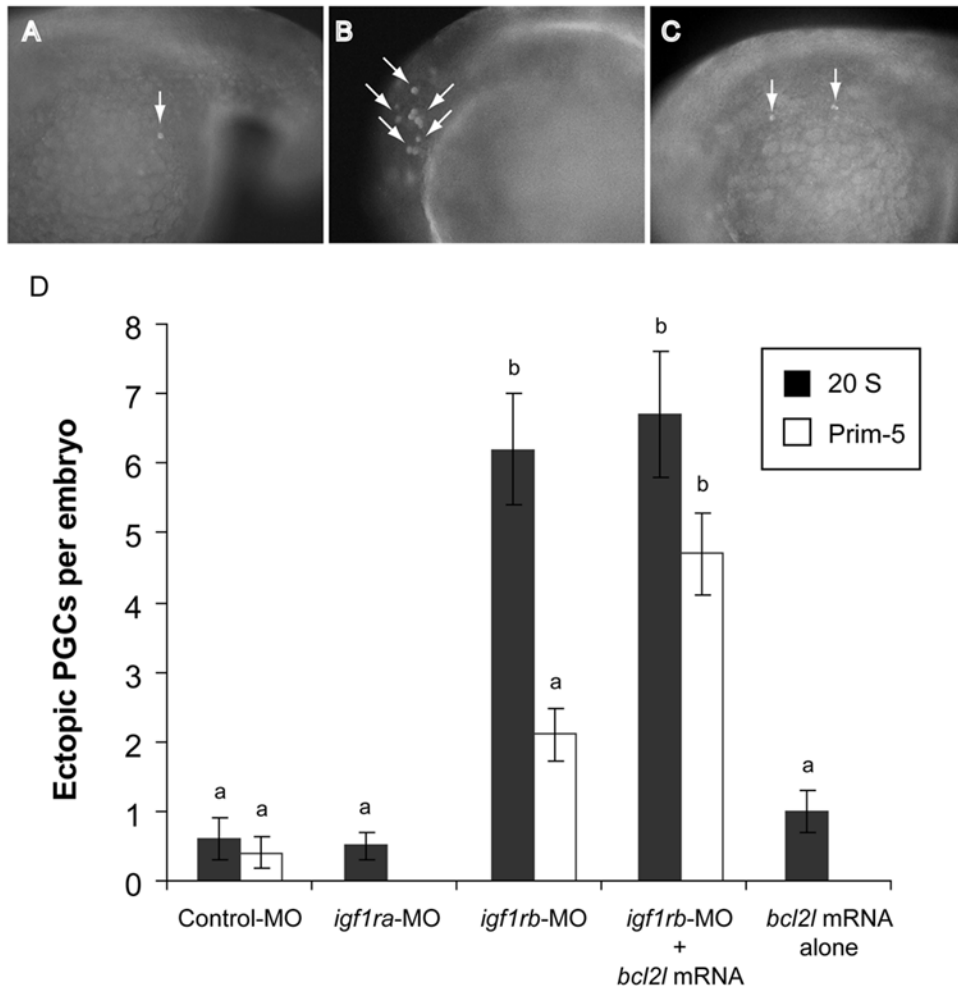 A
B
C
D
Ectopic PGCs per embryo
8
7
6
5
4
3
2
1
0
a
a
a
b
a
b
b
a
20 S
Prim-5
Control-MO
igf1ra-MO
igf1rb-MO
igf1rb-MO
+
bcl2l mRNA
bcl2l mRNA
alone